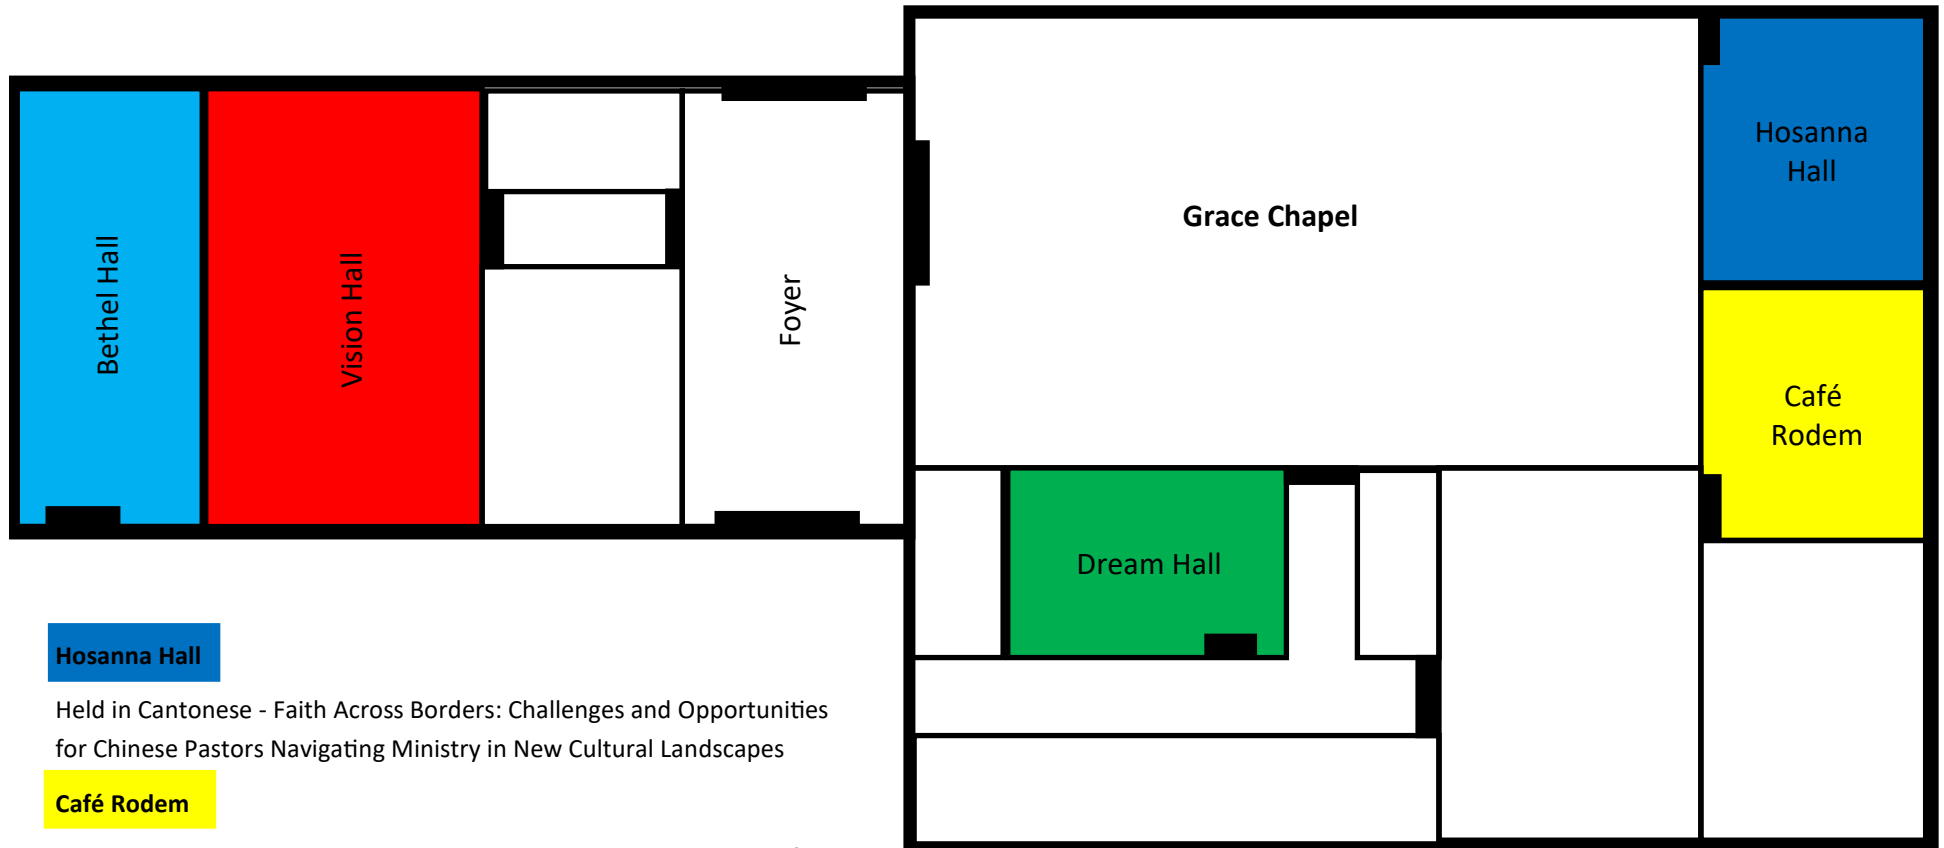 Hosanna
Hall
Grace Chapel
Bethel Hall
Vision Hall
Foyer
Café
Rodem
Dream Hall
Hosanna Hall
Held in Cantonese - Faith Across Borders: Challenges and Opportunities
for Chinese Pastors Navigating Ministry in New Cultural Landscapes
Café Rodem